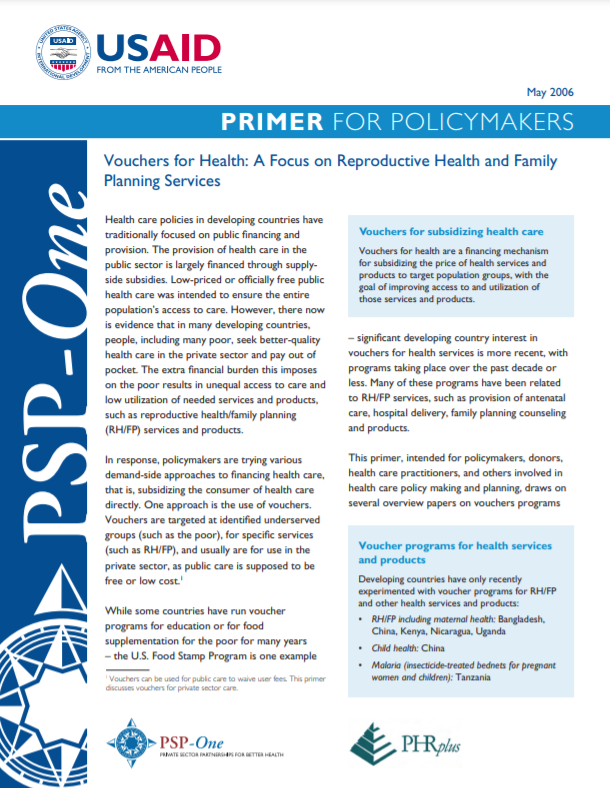 UNITED STATES AGENCY
USAID
INTERNATIONAL DEVELOPMENT
USAID
FROM THE AMERICAN PEOPLE
May 2006
PRIMER FOR POLICYMAKERS
PSP-One
Vouchers for Health: A Focus on Reproductive Health and Family
Planning Services
Health care policies in developing countries have
traditionally focused on public financing and
provision. The provision of health care in the
public sector is largely financed through supply-
side subsidies. Low-priced or officially free public
health care was intended to ensure the entire
population's access to care. However, there now
is evidence that in many developing countries,
people, including many poor, seek better-quality
health care in the private sector and pay out of
pocket. The extra financial burden this imposes
on the poor results in unequal access to care and
low utilization of needed services and products,
such as reproductive health/family planning
(RH/FP) services and products.
In response, policymakers are trying various
demand-side approaches to financing health care,
that is, subsidizing the consumer of health care
directly. One approach is the use of vouchers.
Vouchers are targeted at identified underserved
groups (such as the poor), for specific services
(such as RH/FP), and usually are for use in the
private sector, as public care is supposed to be
free or low cost.1
While some countries have run voucher
programs for education or for food
supplementation for the poor for many years
– the U.S. Food Stamp Program is one example
1 Vouchers can be used for public care to waive user fees. This primer
discusses vouchers for private sector care.
Vouchers for subsidizing health care
Vouchers for health are a financing mechanism
for subsidizing the price of health services and
products to target population groups, with the
goal of improving access to and utilization of
those services and products.
– significant developing country interest in
vouchers for health services is more recent, with
programs taking place over the past decade or
less. Many of these programs have been related
to RH/FP services, such as provision of antenatal
care, hospital delivery, family planning counseling
and products.
This primer, intended for policymakers, donors,
health care practitioners, and others involved in
health care policy making and planning, draws on
several overview papers on vouchers programs
Voucher programs for health services
and products
Developing countries have only recently
experimented with voucher programs for RH/FP
and other health services and products:
• RH/FP including maternal health: Bangladesh,
China, Kenya, Nicaragua, Uganda
• Child health: China
• Malaria (insecticide-treated bednets for pregnant
women and children): Tanzania
PSP-One
PRIVATE SECTOR PARTNERSHIPS FOR BETTER HEALTH
PHRplus